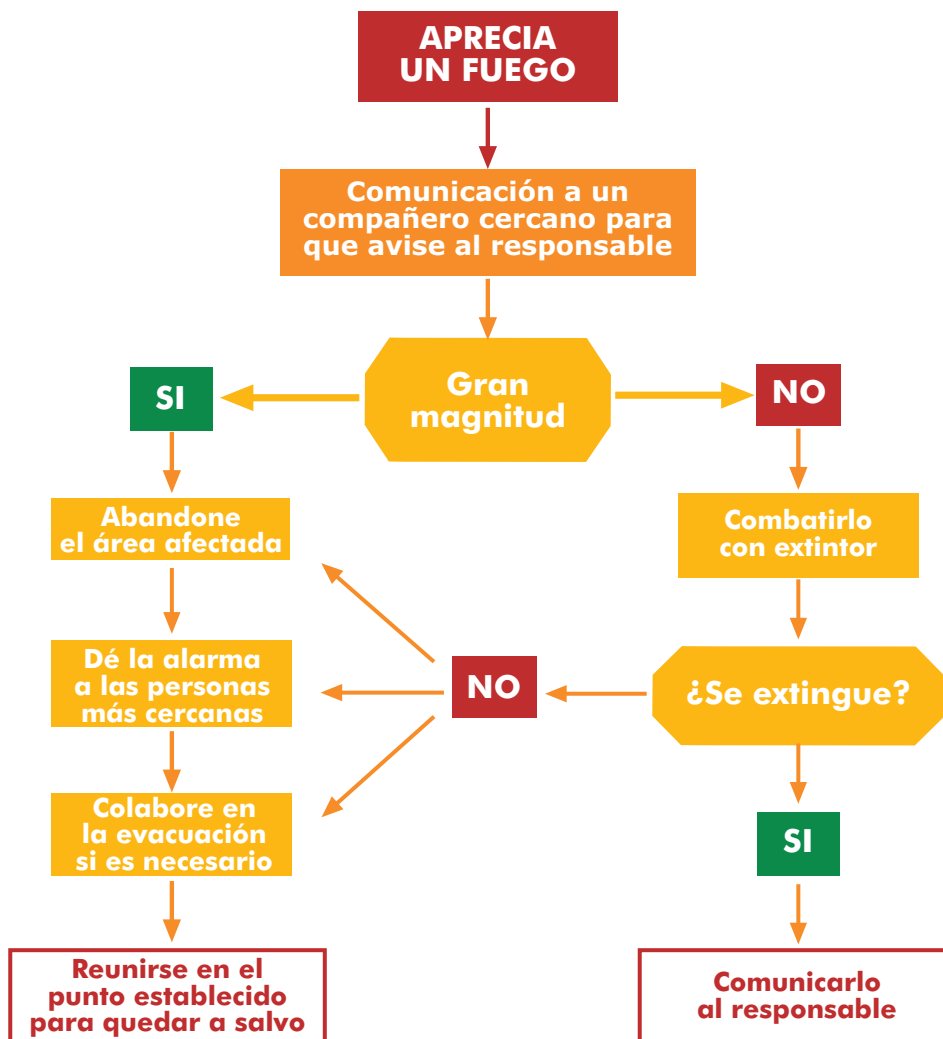 APRECIA
UN FUEGO
Comunicación a un
compañero cercano para
que avise al responsable
Gran
magnitud
SI
NO
Abandone
el área afectada
Combatirlo
con extintor
Dé la alarma
a las personas
más cercanas
NO
¿Se extingue?
Colabore en
la evacuación
si es necesario
SI
Reunirse en el
punto establecido
para quedar a salvo
Comunicarlo
al responsable